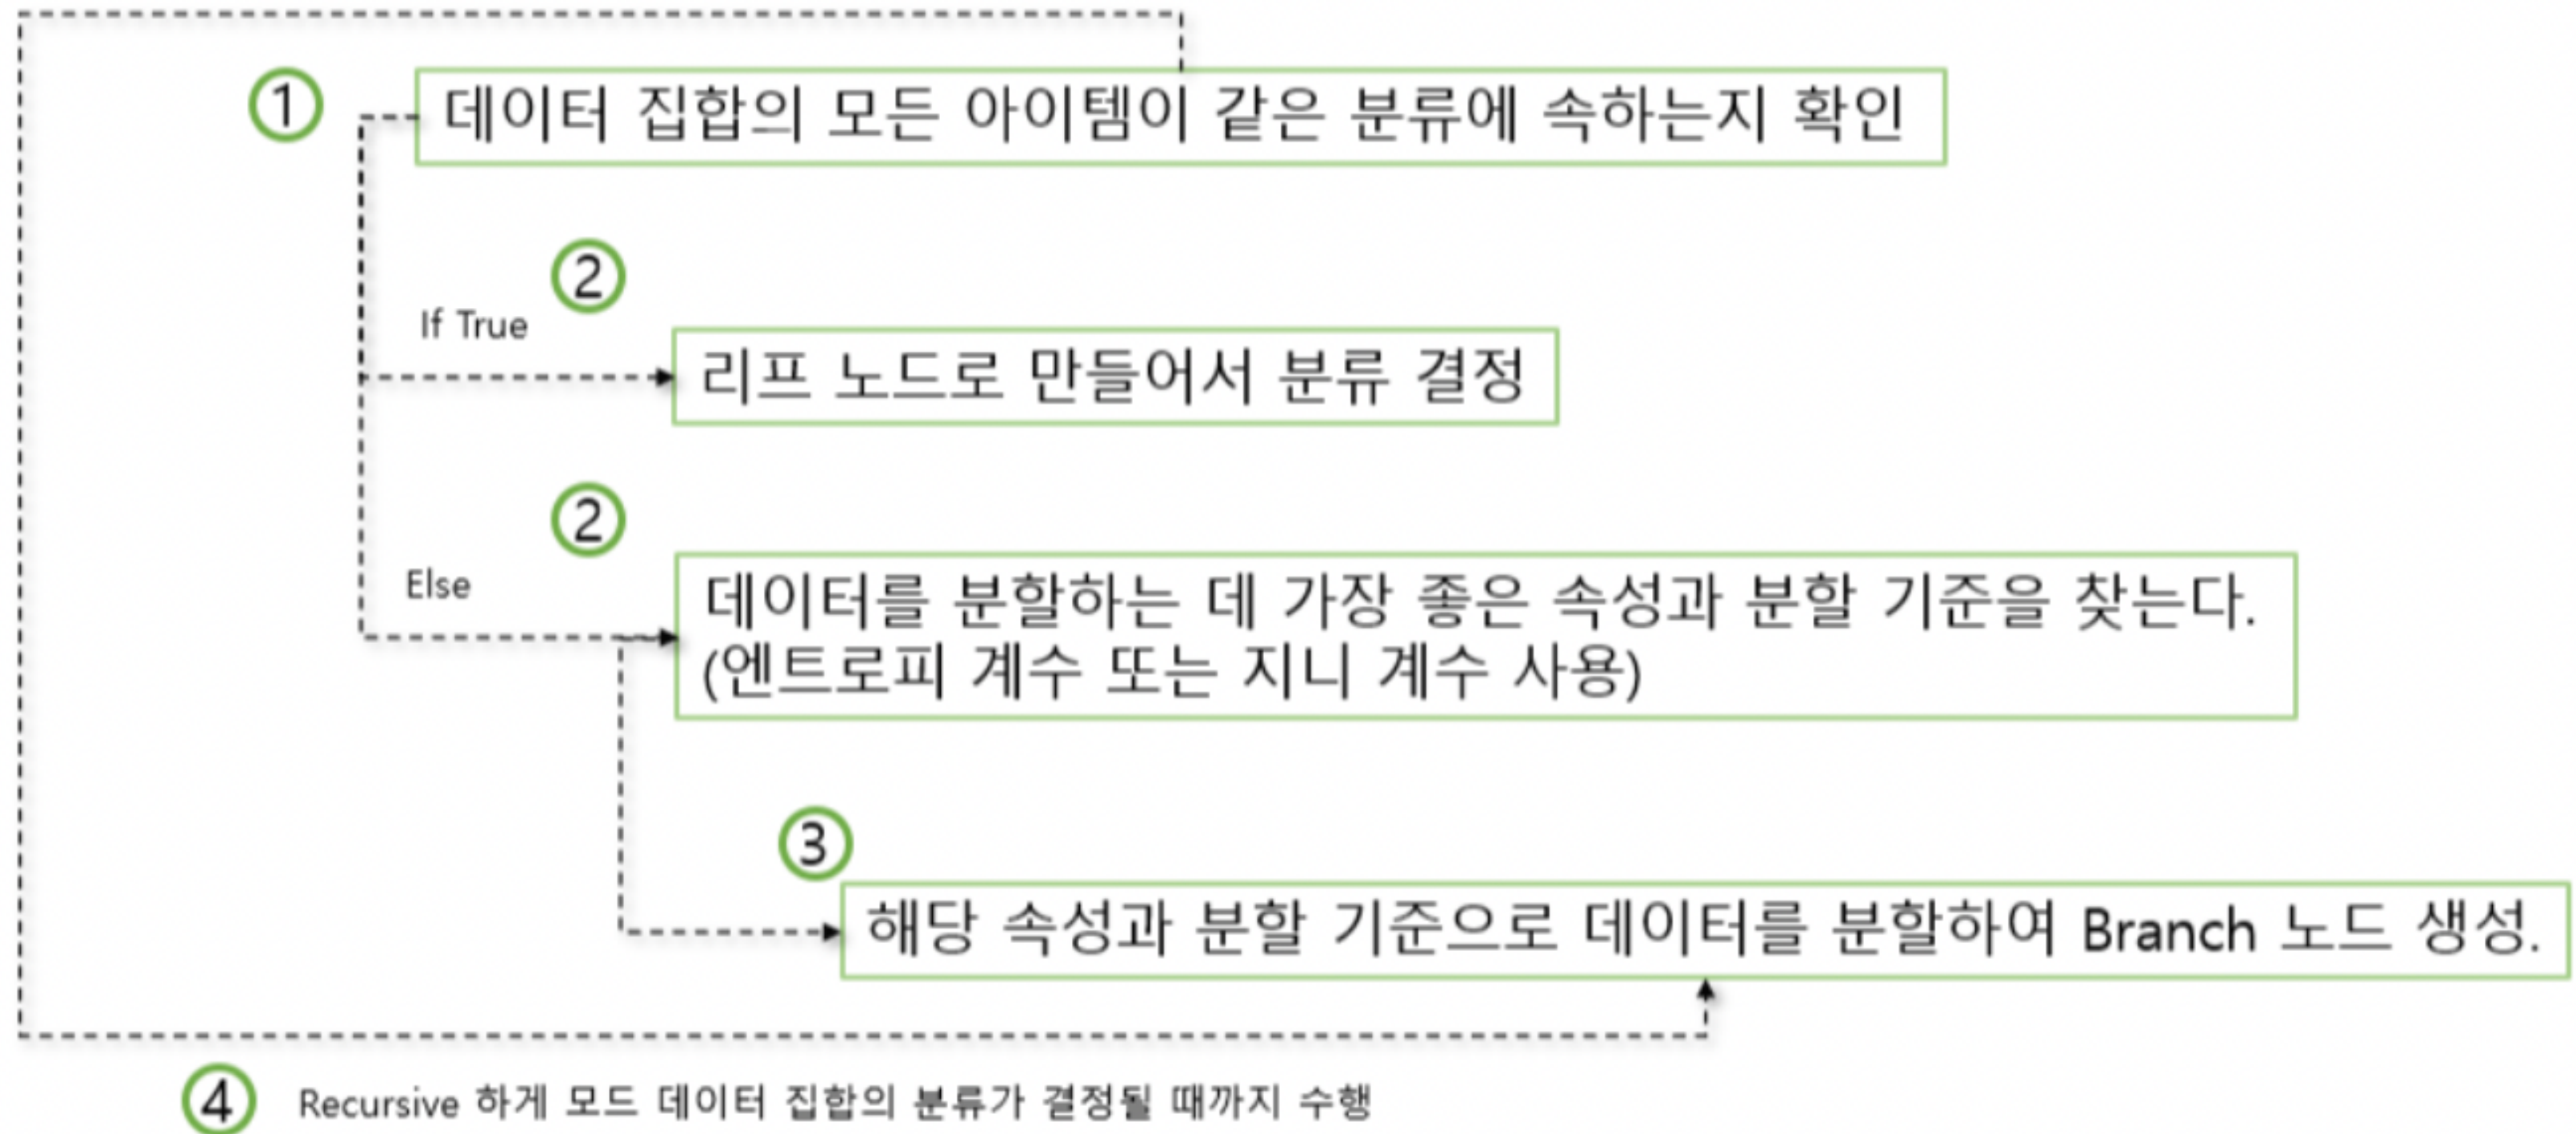 ① 데이터 집합의 모든 아이템이 같은 분류에 속하는지 확인
②
If True
리프 노드로 만들어서 분류 결정
②
Else
데이터를 분할하는 데 가장 좋은 속성과 분할 기준을 찾는다.
(엔트로피 계수 또는 지니 계수 사용)
③
해당 속성과 분할 기준으로 데이터를 분할하여 Branch 노드 생성.
④ Recursive 하게 모드 데이터 집합의 분류가 결정될 때까지 수행